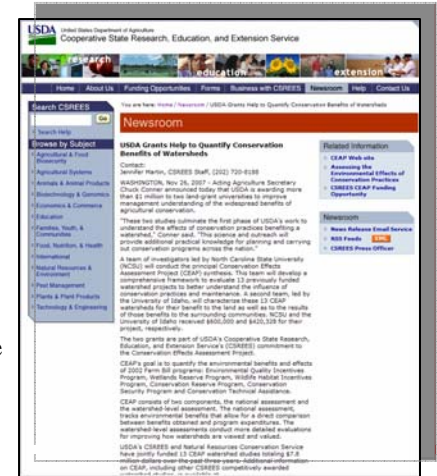 USDA United States Department of Agriculture
Cooperative State Research, Education, and Extension Service
research education extension
Home About Us Funding Opportunities Forms Business with CSREES Newsroom Help Contact Us
Search CSREES
Go
Search Help
Browse by Subject
Agricultural & Food
Biosecurity
Agricultural Systems
Animals & Animal Products
Biotechnology & Genomics
Economics & Commerce
Education
Families, Youth, &
Communities
Food, Nutrition, & Health
International
Natural Resources &
Environment
Pest Management
Plants & Plant Products
Technology & Engineering
You are here: Home / Newsroom / USDA Grants Help to Quantify Conservation Benefits of Watersheds
Newsroom
USDA Grants Help to Quantify Conservation
Benefits of Watersheds
Contact:
Jennifer Martin, CSREES Staff, (202) 720-8188
WASHINGTON, Nov. 26, 2007 - Acting Agriculture Secretary
Chuck Conner announced today that USDA is awarding more
than $1 million to two land-grant universities to improve
management understanding of the widespread benefits of
agricultural conservation.
"These two studies culminate the first phase of USDA's work to
understand the effects of conservation practices benefiting a
watershed," Conner said. "This science and outreach will
provide additional practical knowledge for planning and carrying
out conservation programs across the nation."
A team of investigators led by North Carolina State University
(NCSU) will conduct the principal Conservation Effects
Assessment Project (CEAP) synthesis. This team will develop a
comprehensive framework to evaluate 13 previously funded
watershed projects to better understand the influence of
conservation practices and maintenance. A second team, led by
the University of Idaho, will characterize these 13 CEAP
watersheds for their benefit to the land as well as to the results
of those benefits to the surrounding communities. NCSU and the
University of Idaho received $600,000 and $420,328 for their
project, respectively.
The two grants are part of USDA's Cooperative State Research,
Education, and Extension Service's (CSREES) commitment to
the Conservation Effects Assessment Project.
CEAP's goal is to quantify the environmental benefits and effects
of 2002 Farm Bill programs: Environmental Quality Incentives
Program, Wetlands Reserve Program, Wildlife Habitat Incentives
Program, Conservation Reserve Program, Conservation
Security Program and Conservation Technical Assistance.
CEAP consists of two components, the national assessment and
the watershed-level assessment. The national assessment,
tracks environmental benefits that allow for a direct comparison
between benefits obtained and program expenditures. The
watershed-level assessments conduct more detailed evaluations
for improving how watersheds are viewed and valued.
USDA's CSREES and Natural Resources Conservation Service
have jointly funded 13 CEAP watershed studies totaling $7.8
million dollars over the past three years. Additional information
on CEAP, including other CSREES competitively awarded
Related Information
CEAP Web site
Assessing the
Environmental Effects of
Conservation Practices
CSREES CEAP Funding
Opportunity
Newsroom
News Release Email Service
RSS Feeds XML
CSREES Press Officer
e